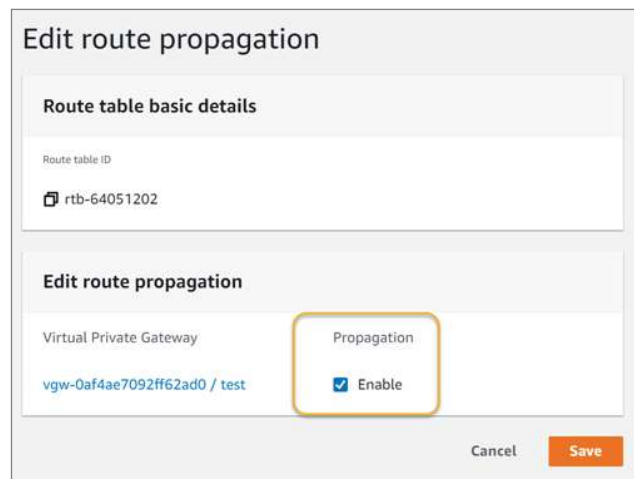 Edit route propagation
Route table basic details
Route table ID
rtb-64051202
Edit route propagation
Virtual Private Gateway Propagation
vgw-0af4ae7092ff62ad0 / test Enable
Cancel Save